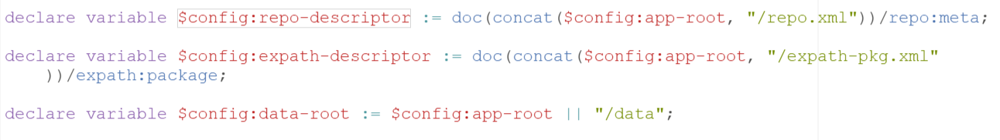 declare variable $config:repo-descriptor := doc(concat($config:app-root, "/repo.xml"))/repo:meta;
declare variable $config:expath-descriptor := doc(concat($config:app-root, "/expath-pkg.xml"
))/expath:package;
declare variable $config:data-root := $config:app-root || "/data";